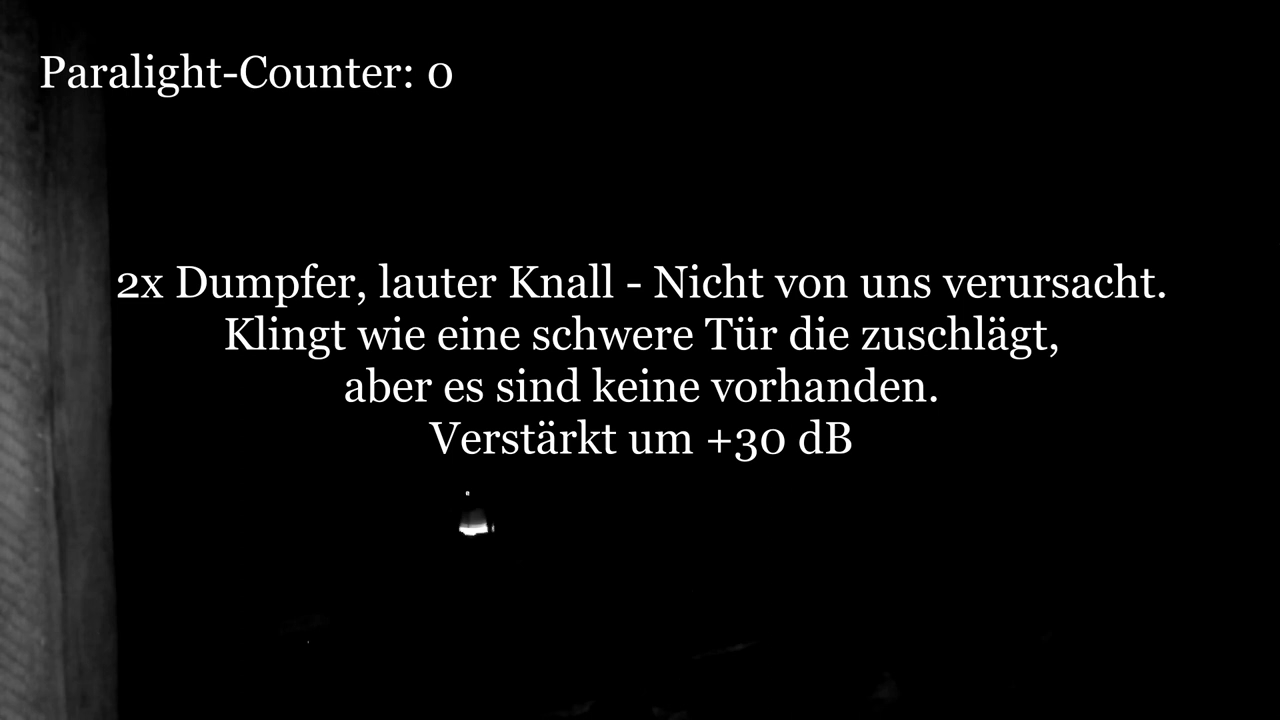 Paralight-Counter: 0
2x Dumpfer, lauter Knall - Nicht von uns verursacht.
Klingt wie eine schwere Tür die zuschlägt,
aber es sind keine vorhanden.
Verstärkt um +30 dB